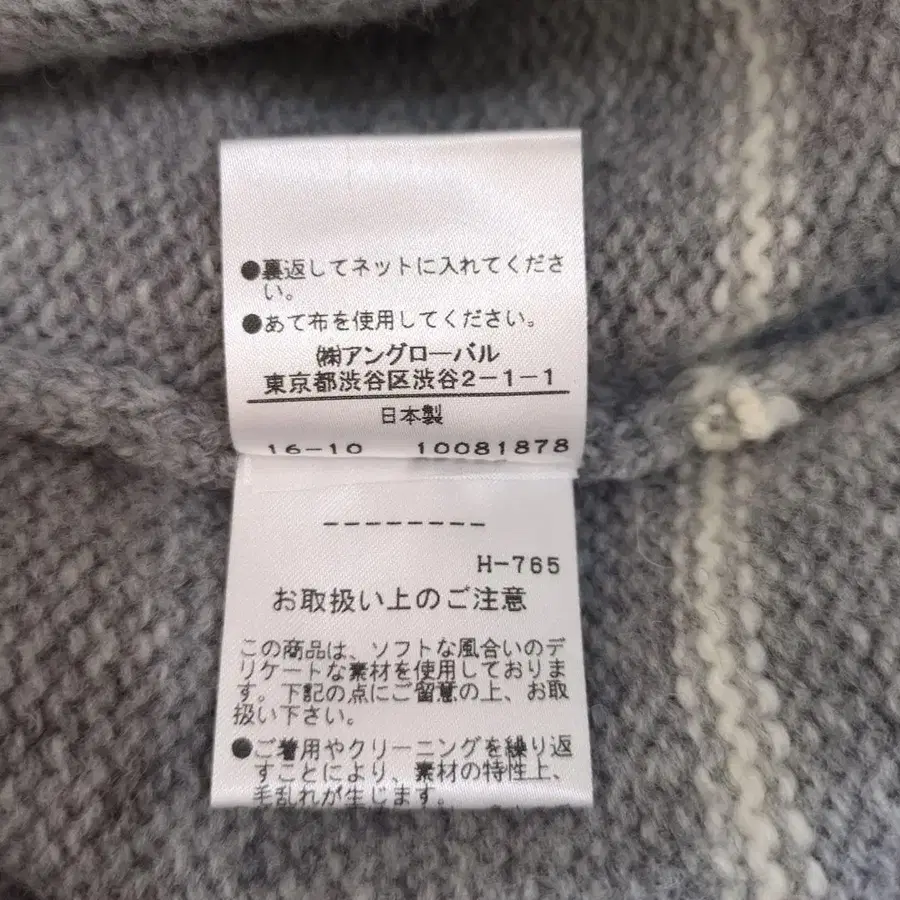 ●裏返してネットに入れてくださ
い。
●あて布を使用してください。
㈱アングローバル
東京都渋谷区渋谷2-1-1
日本製
16-10 10081878
--------
H-765
お取扱い上のご注意
この商品は、ソフトな風合いのデ
リケートな素材を使用しておりま
す。下記の点にご留意の上、お取
扱い下さい。
●ご着用やクリーニングを繰り返
すことにより、素材の特性上、
毛乱れが生じます。